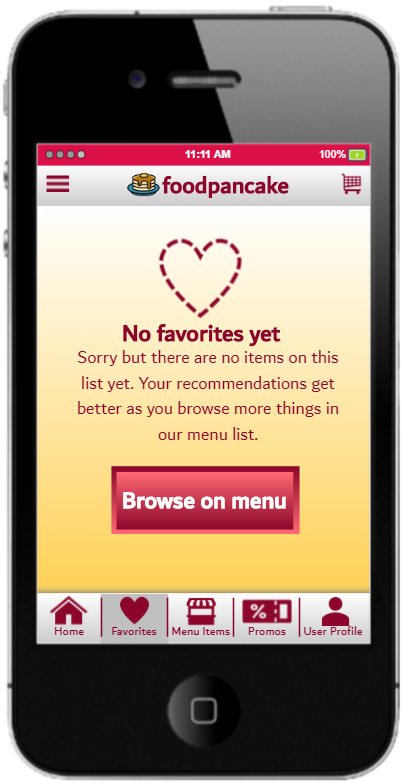 11:11 AM 100%
foodpancake
No favorites yet
Sorry but there are no items on this
list yet. Your recommendations get
better as you browse more things in
our menu list.
Browse on menu
Home Favorites Menu Items % Promos User Profile